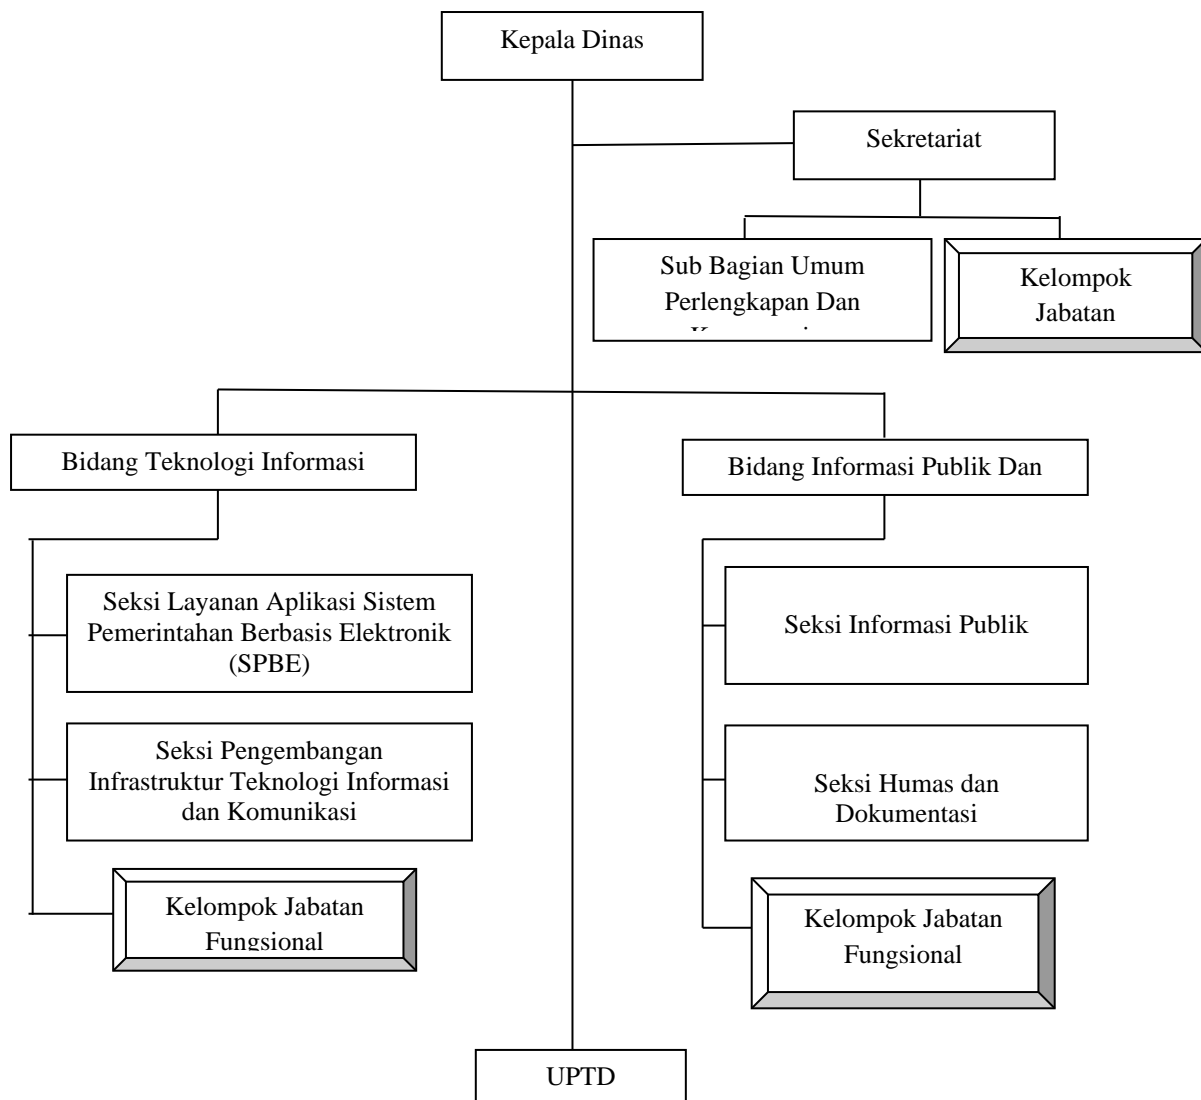 Kepala Dinas
Sekretariat
Sub Bagian Umum
Perlengkapan Dan
Kelompok
Jabatan
Bidang Teknologi Informasi
Bidang Informasi Publik Dan
Seksi Layanan Aplikasi Sistem
Pemerintahan Berbasis Elektronik
(SPBE)
Seksi Pengembangan
Infrastruktur Teknologi Informasi
dan Komunikasi
Kelompok Jabatan
Fungsional
Seksi Informasi Publik
Seksi Humas dan
Dokumentasi
Kelompok Jabatan
Fungsional
UPTD